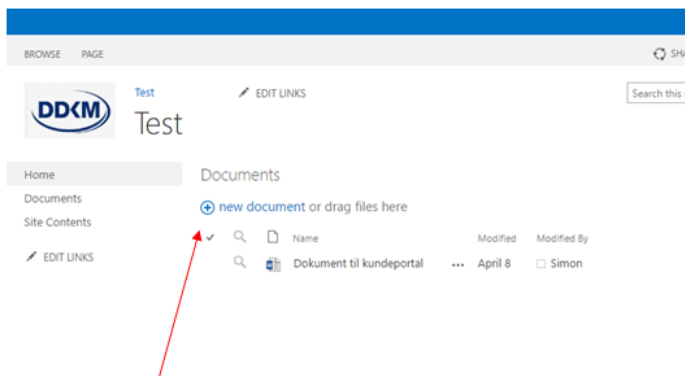 BROWSE PAGE
SHA
DDKM
Test
EDIT LINKS
Test
Search this
Home
Documents
Site Contents
EDIT LINKS
Documents
new document or drag files here
Name Modified Modified By
Dokument til kundeportal ... April 8 Simon